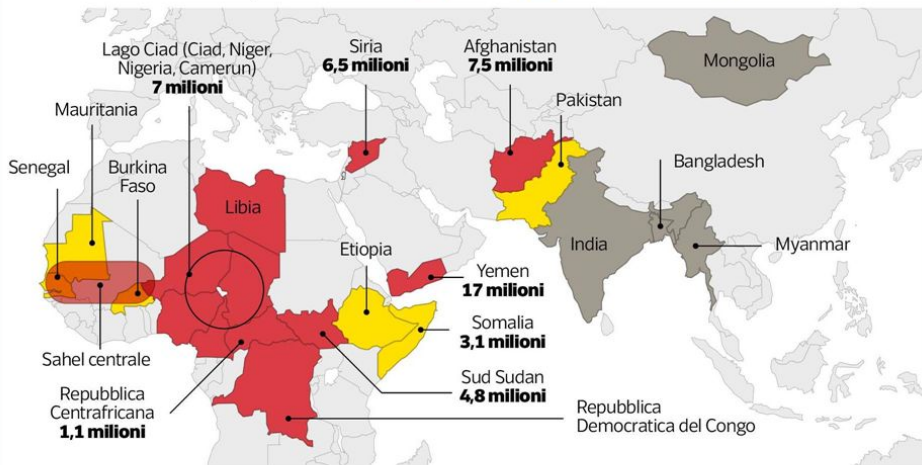 Lago Ciad (Ciad, Niger,
Nigeria, Camerun)
7 milioni
Siria
6,5 milioni
Afghanistan
7,5 milioni
Mongolia
Mauritania
Pakistan
Senegal
Burkina
Faso
Bangladesh
Libia
Etiopia
India
Myanmar
Yemen
17 milioni
Somalia
3,1 milioni
Sahel centrale
Sud Sudan
4,8 milioni
Repubblica
Centrafricana
1,1 milioni
Repubblica
Democratica del Congo